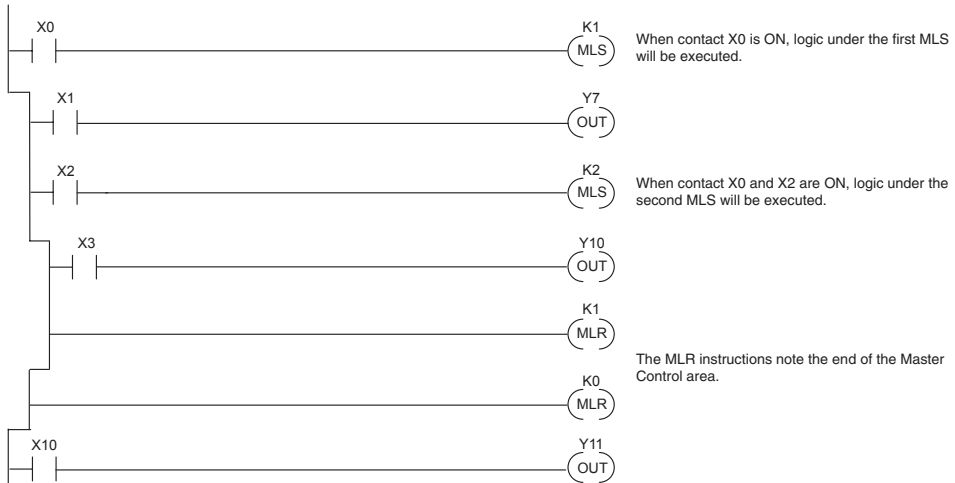 X0
K1
MLS
When contact X0 is ON, logic under the first MLS
will be executed.
X1
Y7
OUT
X2
K2
MLS
When contact X0 and X2 are ON, logic under the
second MLS will be executed.
X3
Y10
OUT
K1
MLR
The MLR instructions note the end of the Master
Control area.
K0
MLR
X10
Y11
OUT